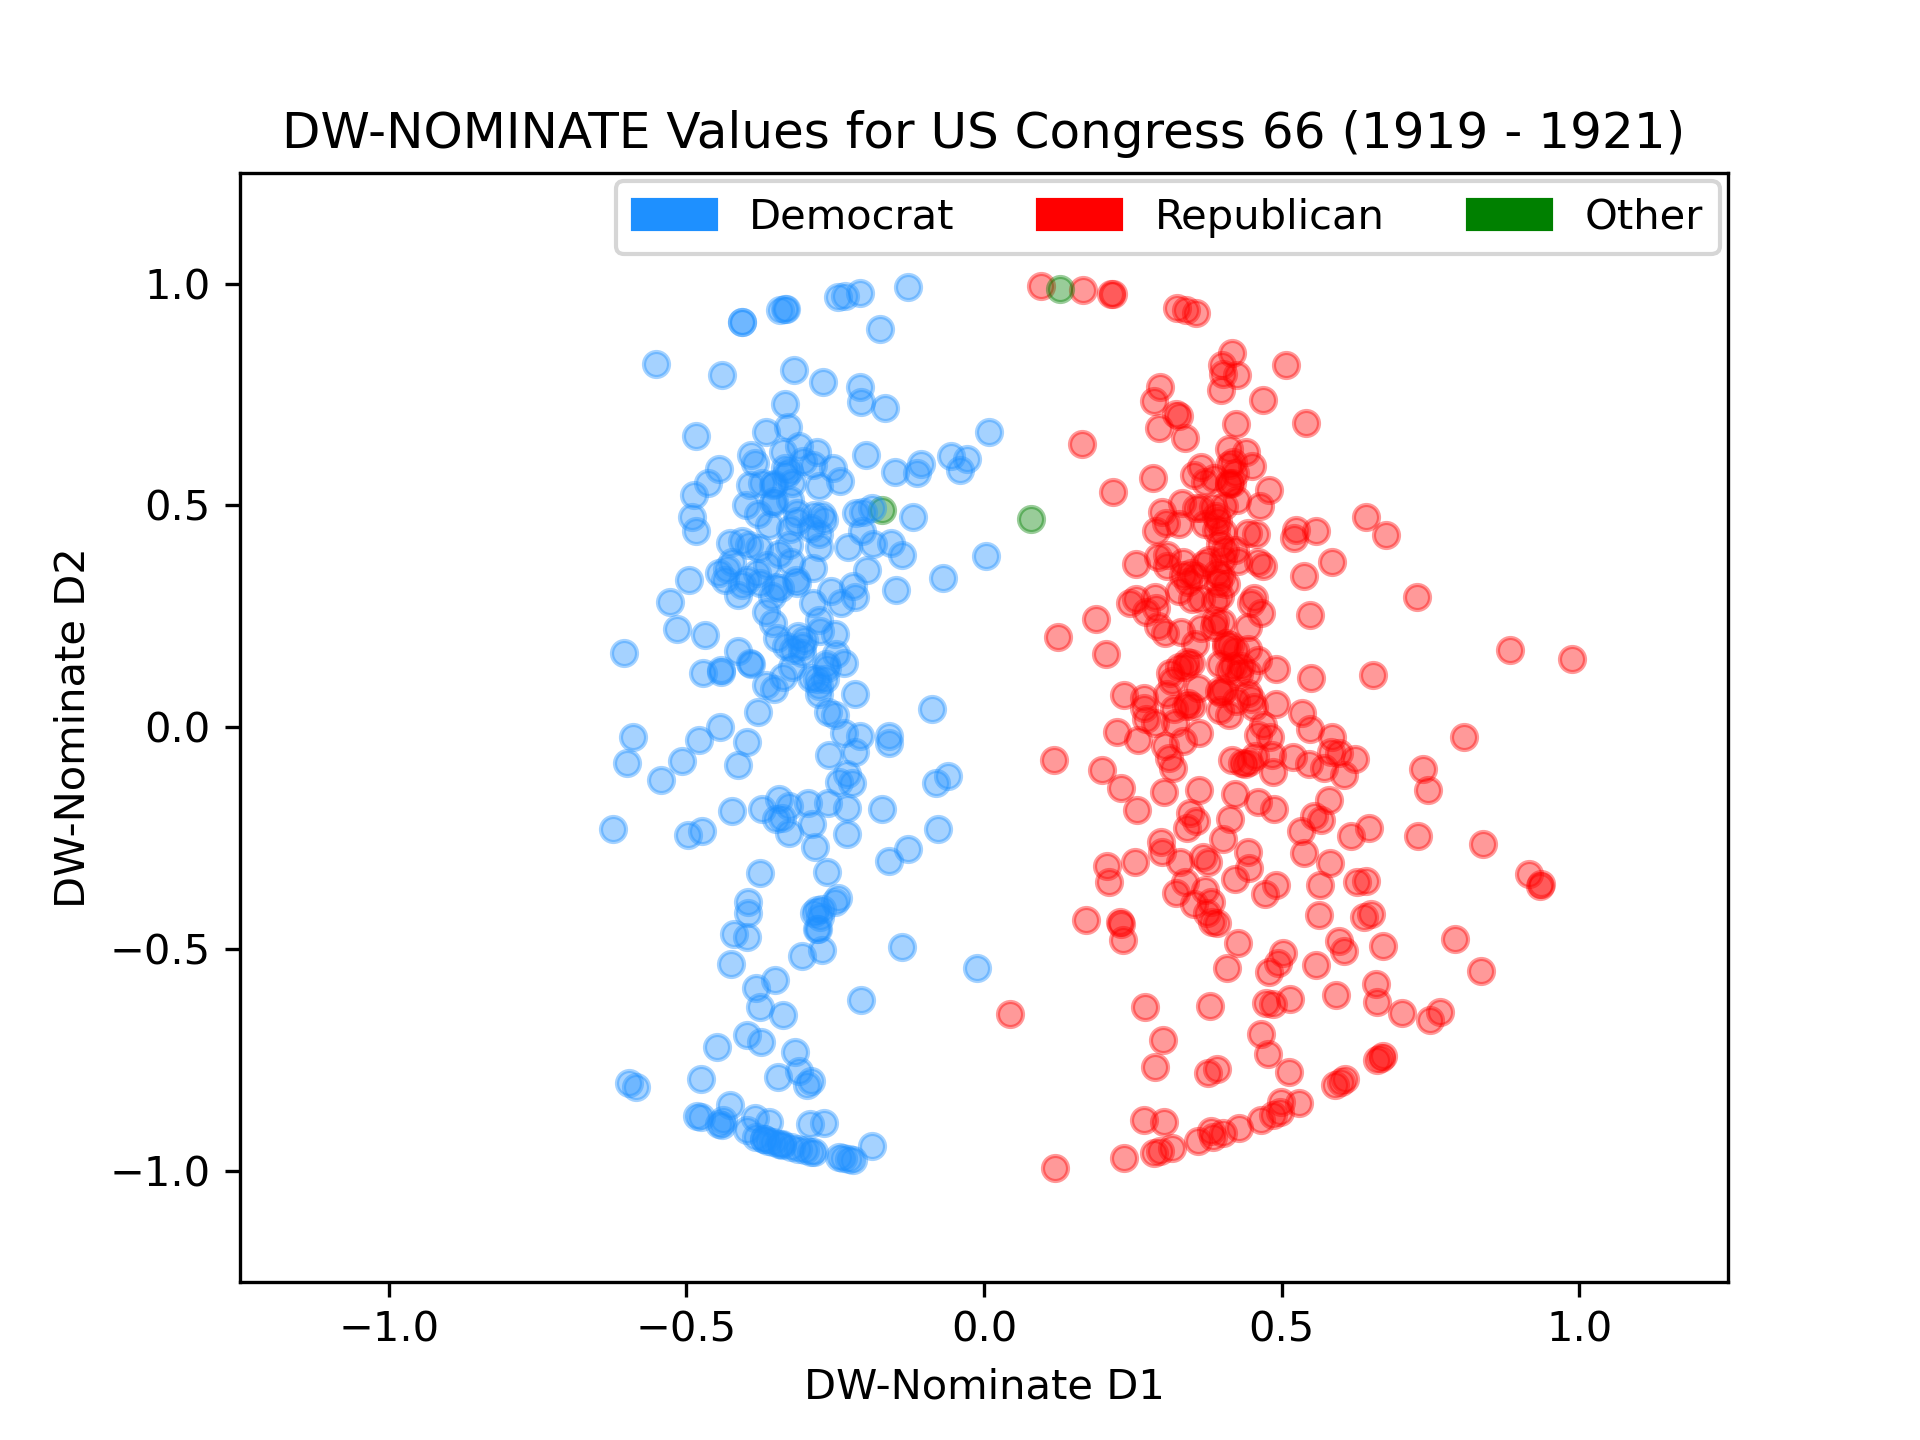 DW-NOMINATE Values for US Congress 66 (1919 - 1921)
Democrat Republican Other
1.0
0.5
0.0
−0.5
−1.0
DW-Nominate D2
−1.0 −0.5 0.0 0.5 1.0
DW-Nominate D1